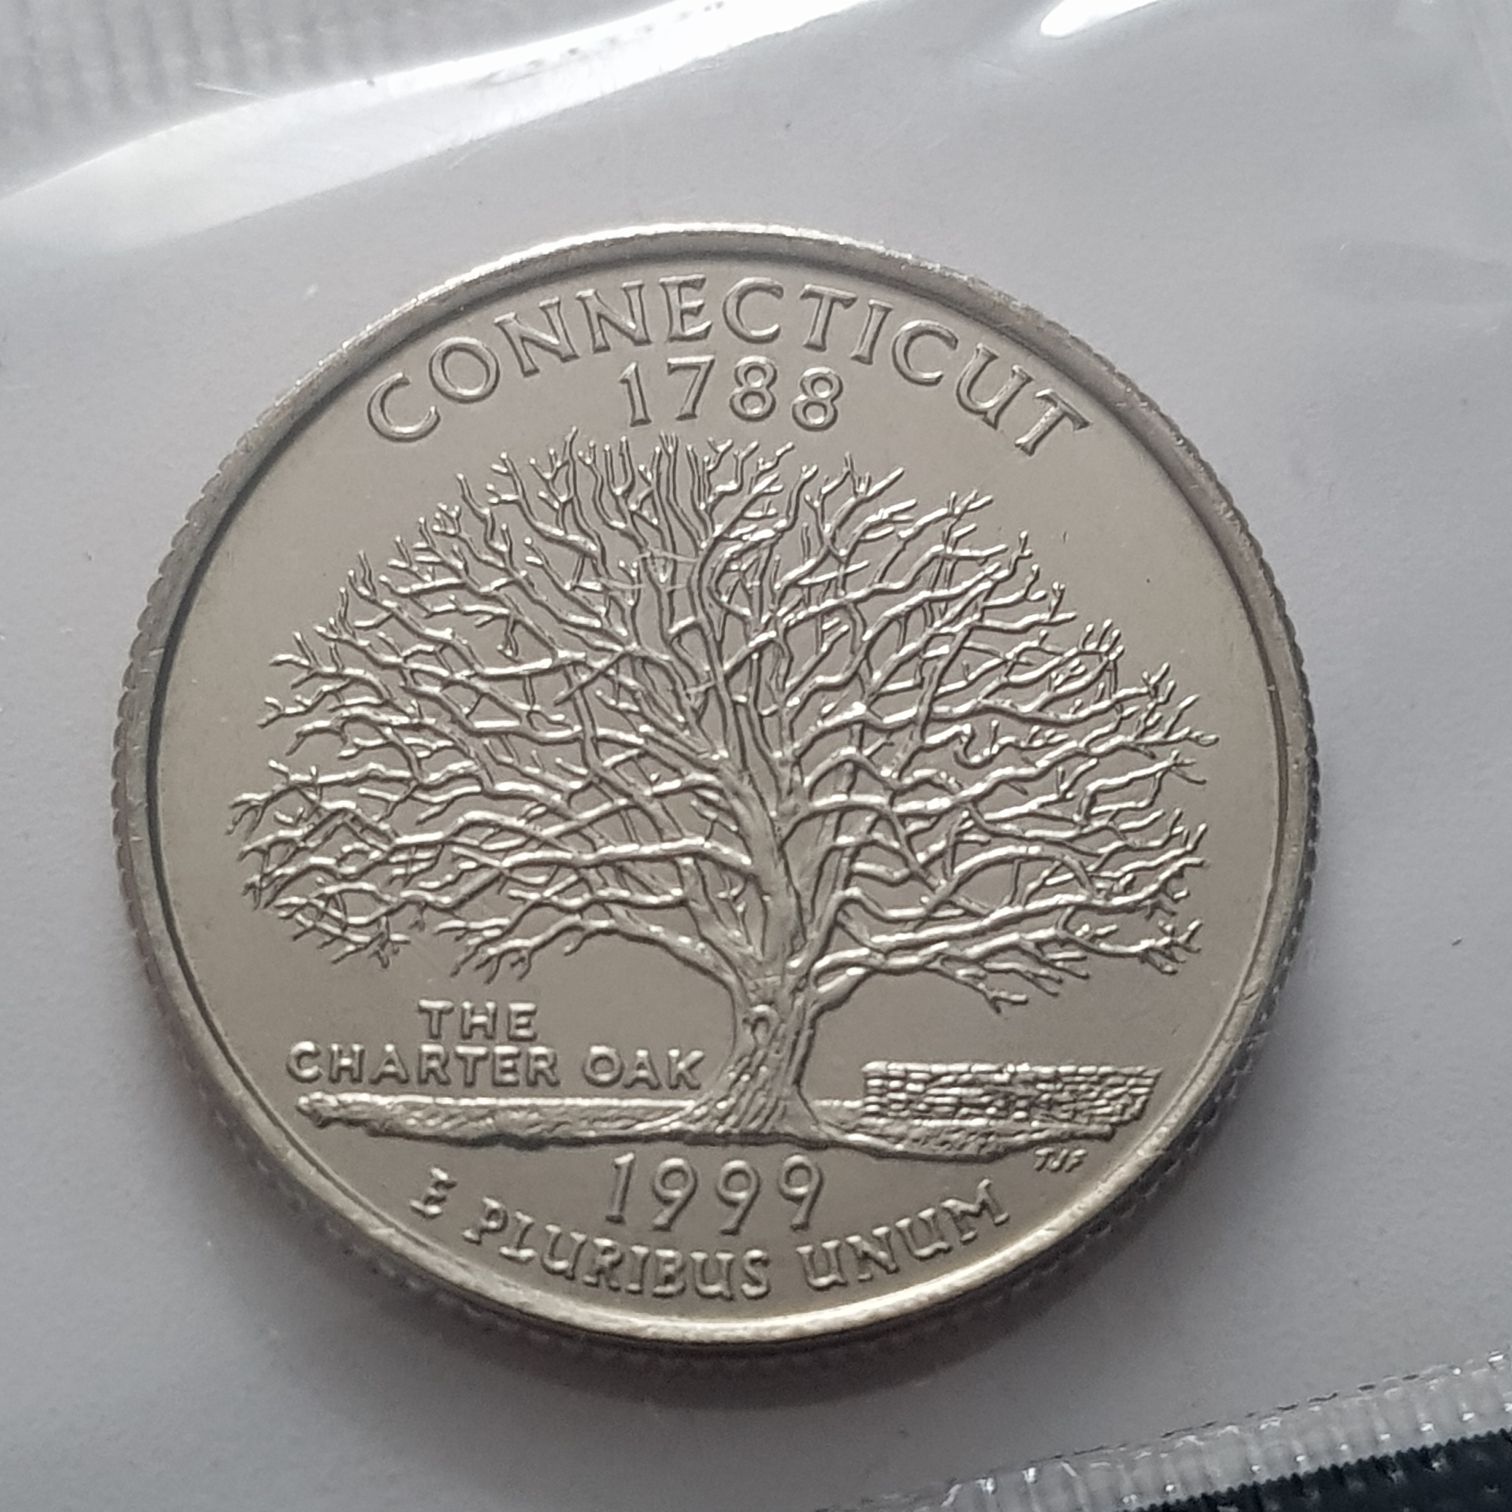 CONNECTICUT
1788
THE
CHARTER OAK
TJF
1999
E PLURIBUS UNUM